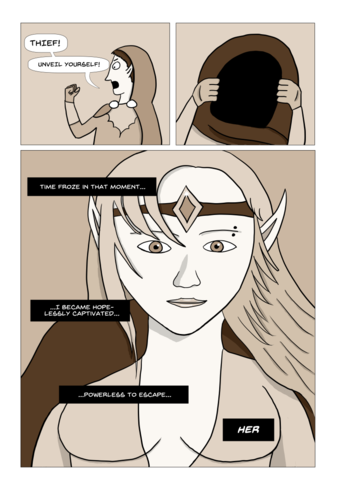 THIEF!
UNVEIL YOURSELF!
TIME FROZE IN THAT MOMENT...
...I BECAME HOPE-
LESSLY CAPTIVATED...
...POWERLESS TO ESCAPE...
HER